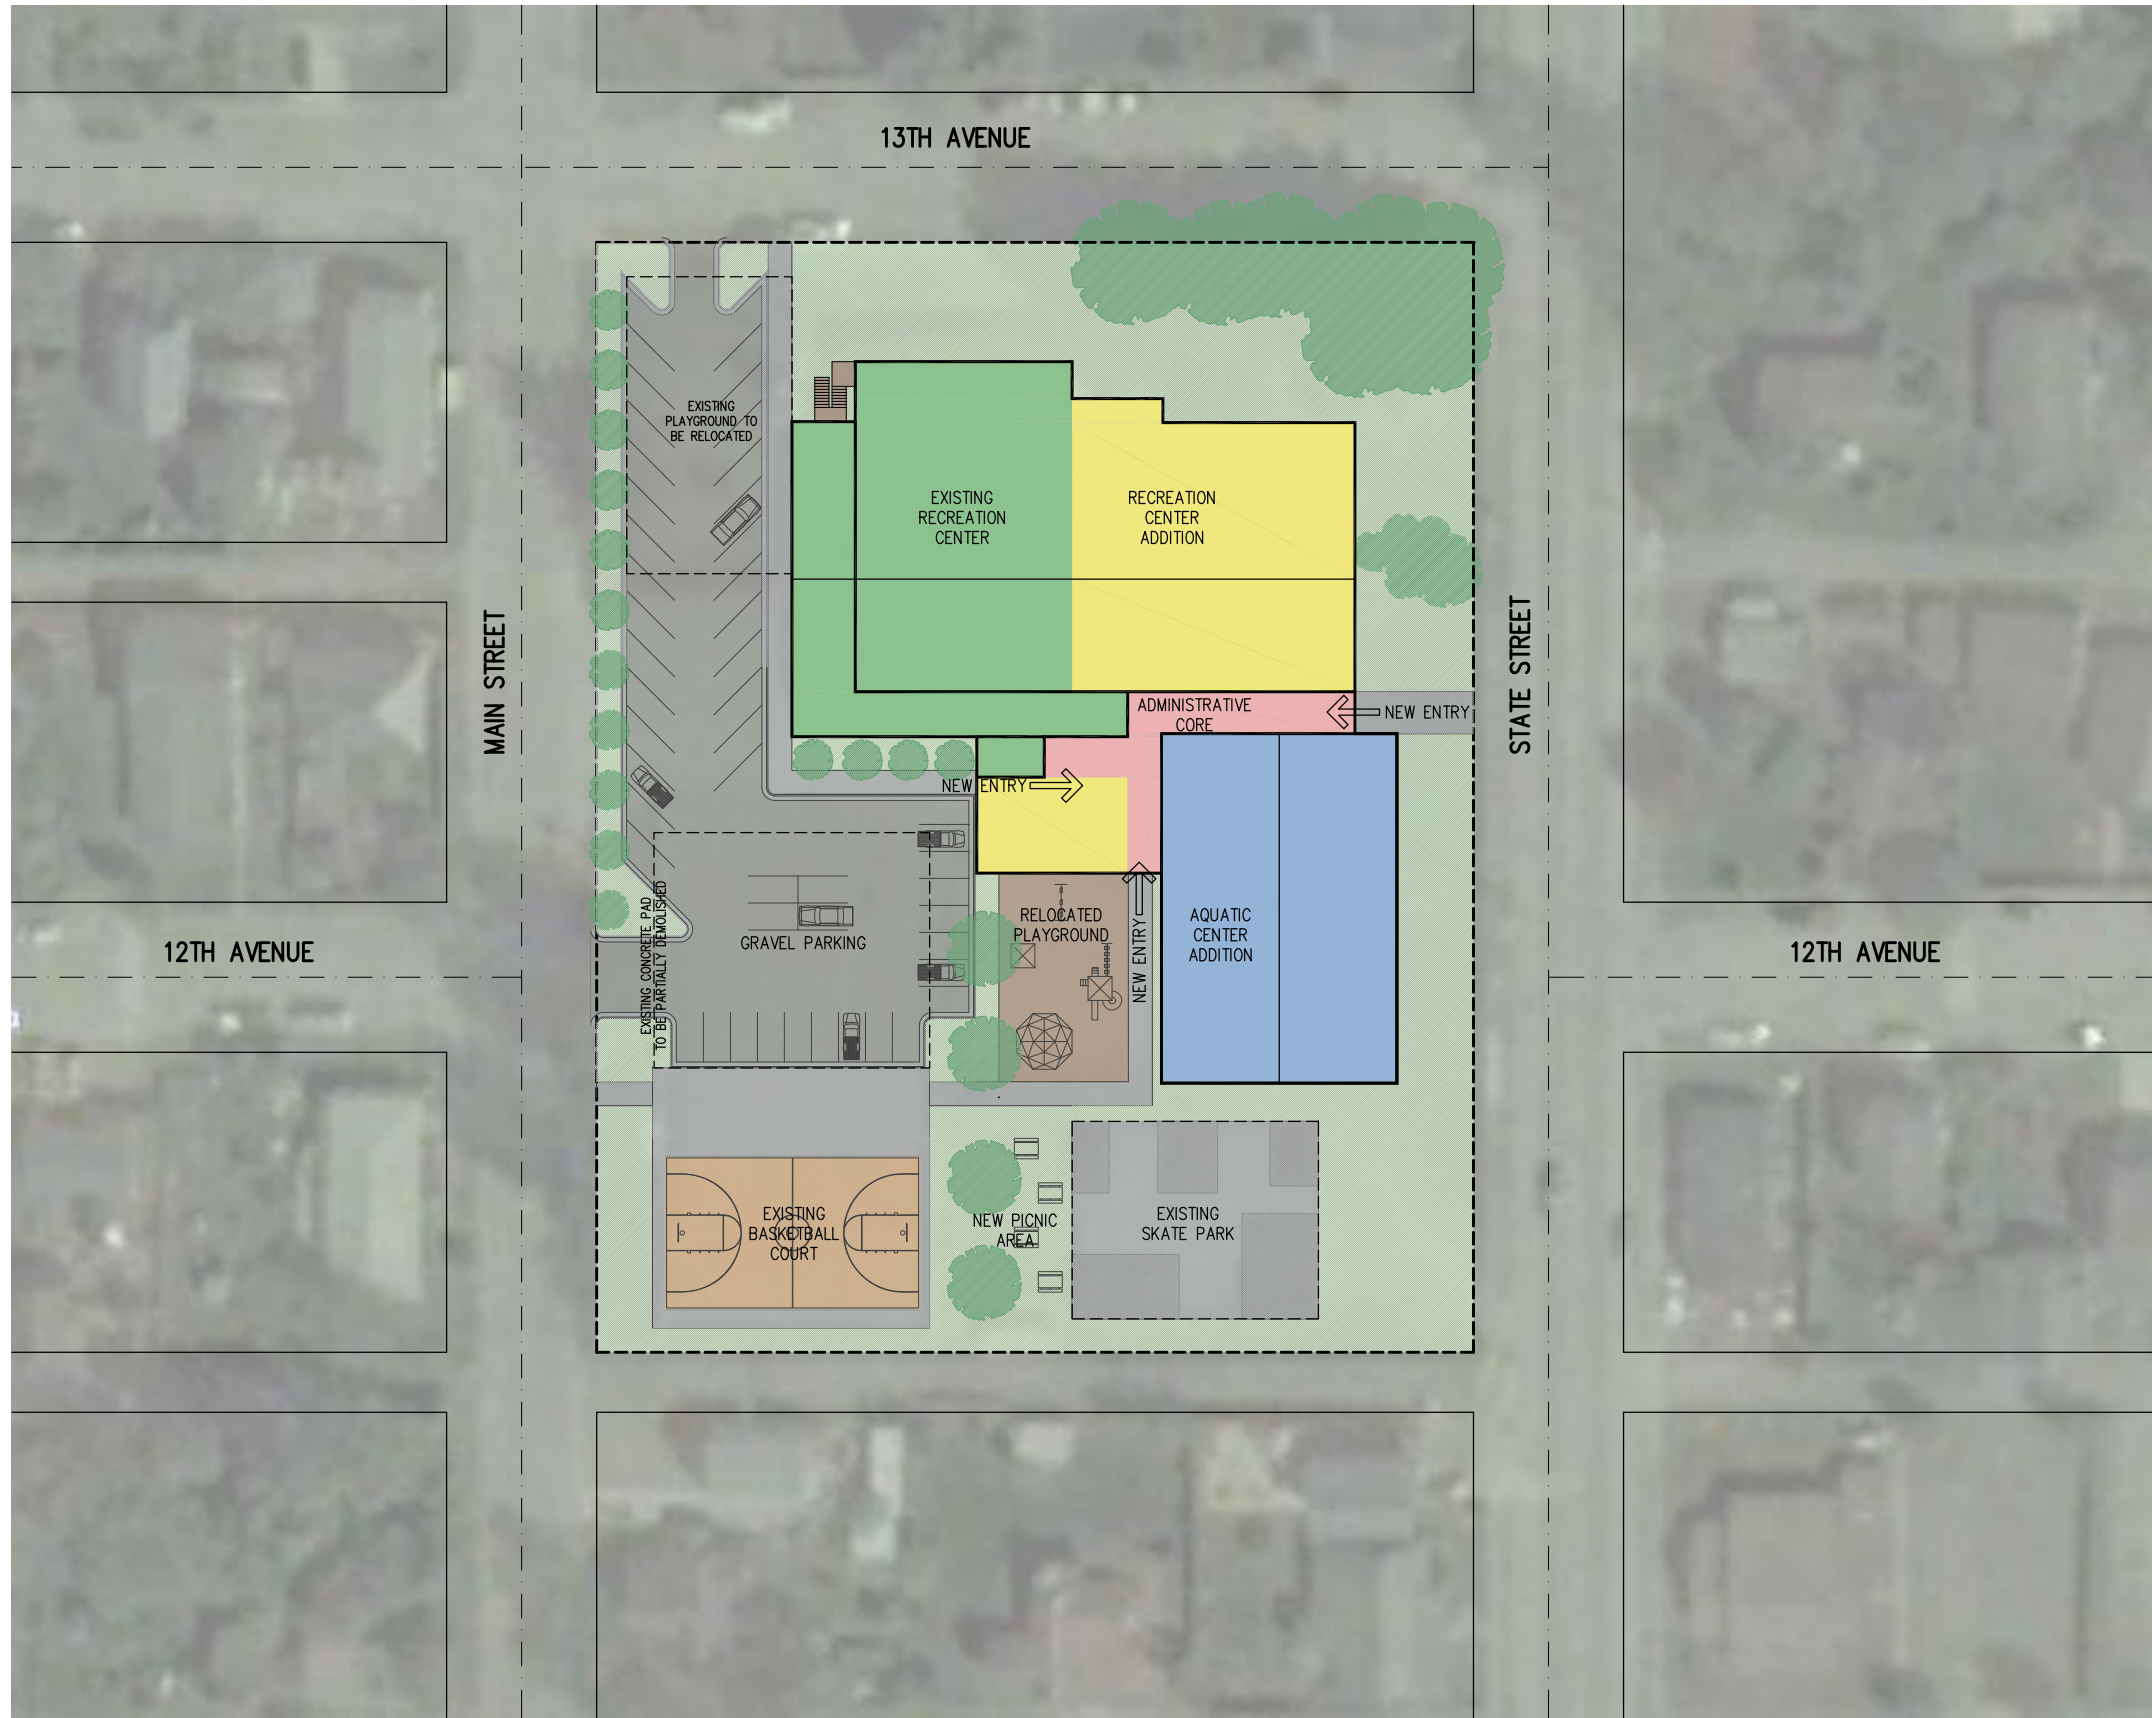 13TH AVENUE
EXISTING
PLAYGROUND TO
BE RELOCATED
EXISTING
RECREATION
CENTER
RECREATION
CENTER
ADDITION
MAIN STREET
STATE STREET
ADMINISTRATIVE
CORE
NEW ENTRY
NEW ENTRY
12TH AVENUE
EXISTING CONCRETE PAD
TO BE PARTIALLY DEMOLISHED
GRAVEL PARKING
RELOCATED
PLAYGROUND
NEW ENTRY
AQUATIC
CENTER
ADDITION
12TH AVENUE
EXISTING
BASKETBALL
COURT
NEW PICNIC
AREA
EXISTING
SKATE PARK